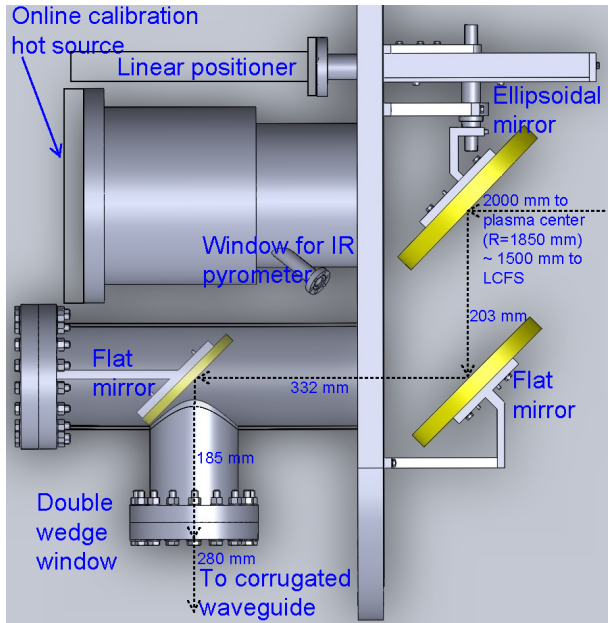 Online calibration
hot source
Linear positioner
Ellipsoidal
mirror
2000 mm to
plasma center
(R=1850 mm)
~ 1500 mm to
LCFS
Window for IR
pyrometer
203 mm
Flat
mirror
332 mm
Flat
mirror
185 mm
Double
wedge
window
280 mm
To corrugated
waveguide